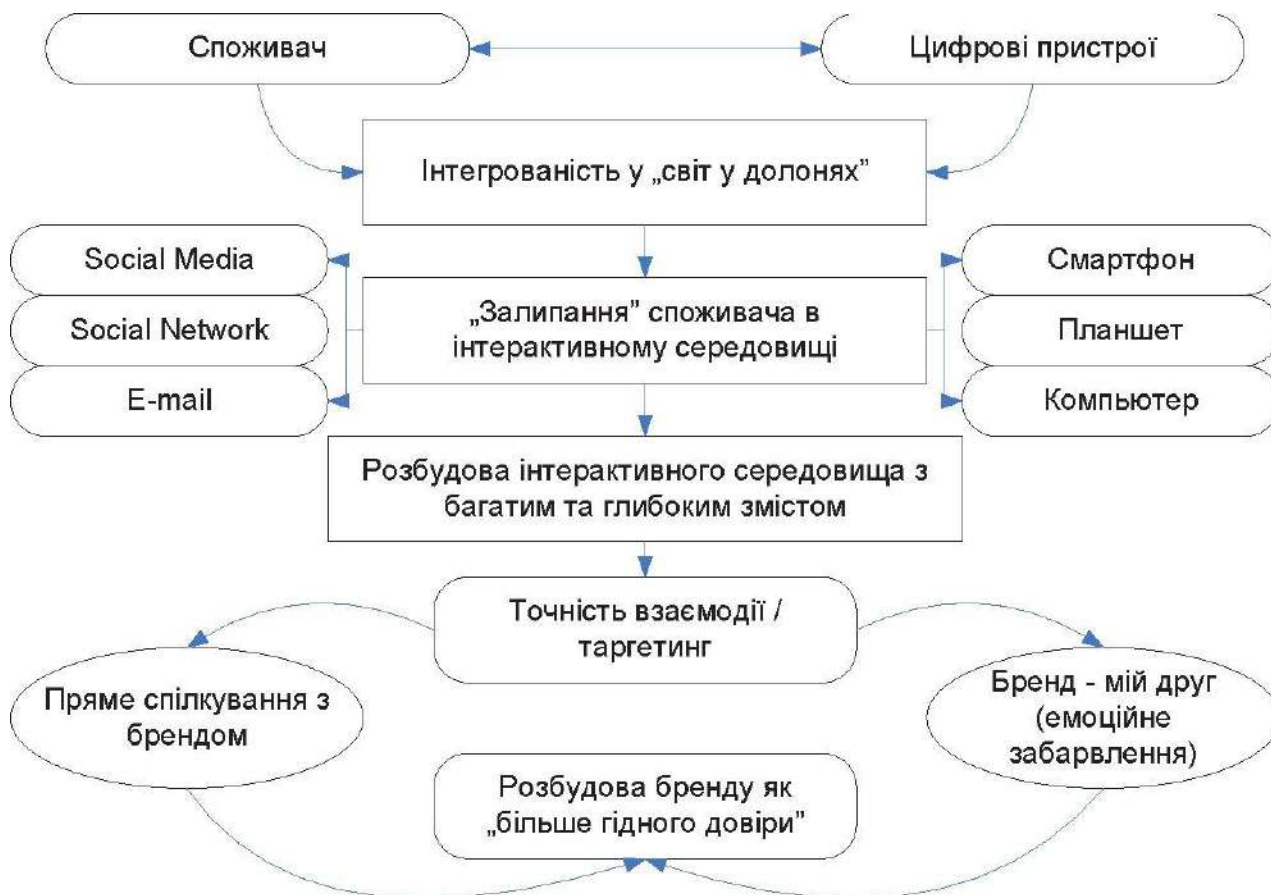 Споживач
Цифрові пристрої
Інтегрованість у „світ у долонях”
Social Media
Social Network
E-mail
„Залипання” споживача в
інтерактивному середовищі
Смартфон
Планшет
Компьютер
Розбудова інтерактивного середовища з
багатим та глибоким змістом
Точність взаємодії /
таргетинг
Пряме спілкування з
брендом
Бренд - мій друг
(емоційне
забарвлення)
Розбудова бренду як
„більше гідного довіри”